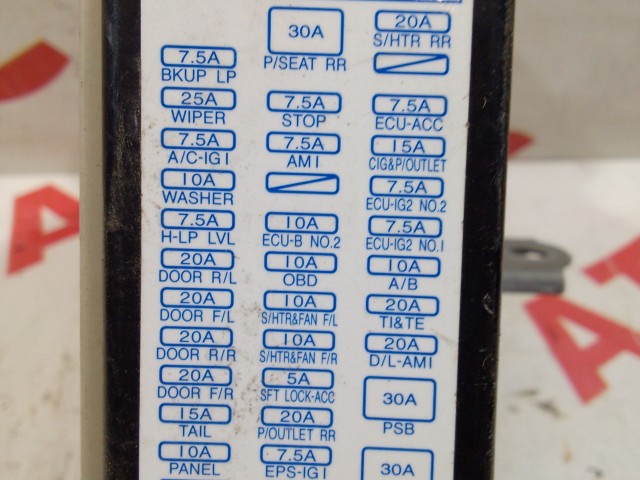 30A
P/SEAT RR
20A
S/HTR RR
7.5A
BKUP LP
25A
WIPER
7.5A
STOP
7.5A
ECU-ACC
7.5A
A/C-IG1
7.5A
AM1
15A
CIG&P/OUTLET
10A
WASHER
7.5A
ECU-IG2 NO.2
7.5A
H-LP LVL
10A
ECU-B NO.2
7.5A
ECU-IG2 NO.1
20A
DOOR R/L
10A
OBD
10A
A/B
20A
DOOR F/L
10A
S/HTR&FAN F/L
20A
TI&TE
20A
DOOR R/R
10A
S/HTR&FAN F/R
20A
D/L-AM1
20A
DOOR F/R
5A
SFT LOCK-ACC
30A
PSB
15A
TAIL
20A
P/OUTLET RR
10A
PANEL
7.5A
EPS-IG1
30A